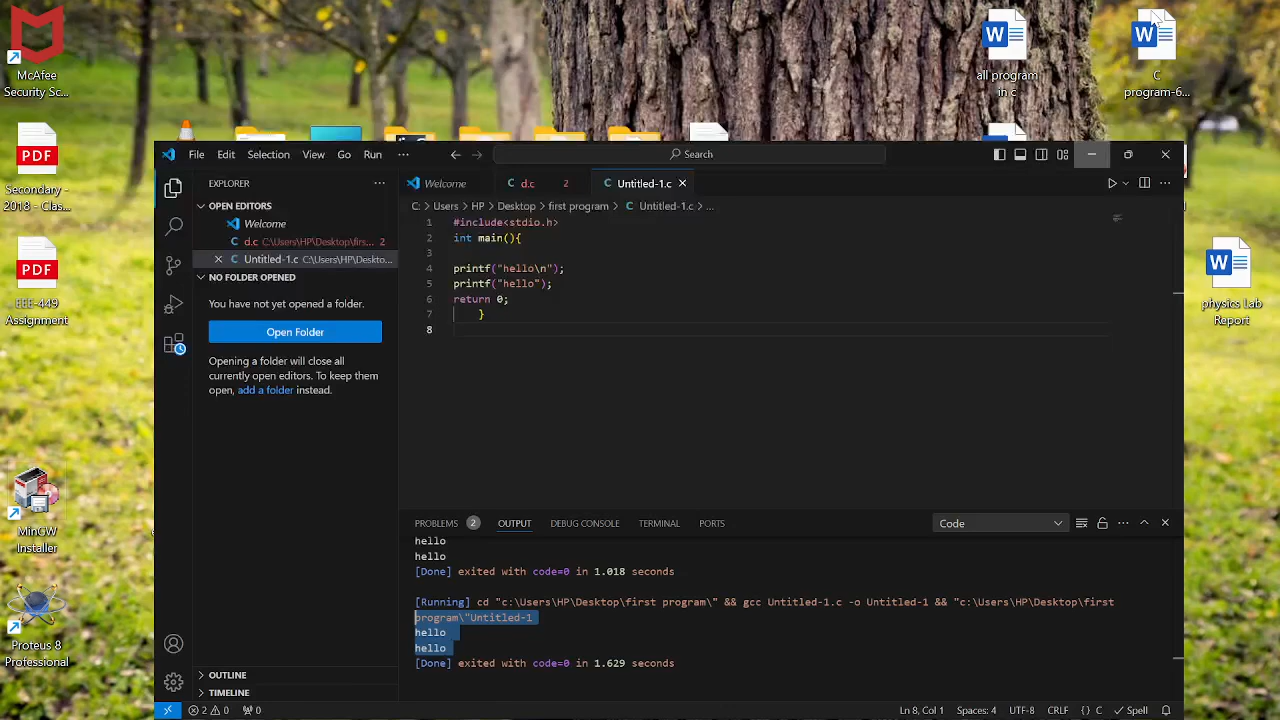 McAfee
Security Sc...
Secondary -
2018 - Clas...
EEE-449
Assignment
MinGW
Installer
Proteus 8
Professional
all program
in c
C
program-6...
physics Lab
Report
File Edit Selection View Go Run ···
Search
EXPLORER ···
OPEN EDITORS
Welcome
d.c C:\Users\HP\Desktop\firs... 2
Untitled-1.c C:\Users\HP\Deskto...
NO FOLDER OPENED
You have not yet opened a folder.
Open Folder
Opening a folder will close all
currently open editors. To keep them
open, add a folder instead.
OUTLINE
TIMELINE
Welcome d.c 2 Untitled-1.c
C: > Users > HP > Desktop > first program > C Untitled-1.c > ...
1 #include<stdio.h>
2 int main(){
3
4 printf("hello\n");
5 printf("hello");
6 return 0;
7 }
8
PROBLEMS 2 OUTPUT DEBUG CONSOLE TERMINAL PORTS Code
hello
hello
[Done] exited with code=0 in 1.018 seconds
[Running] cd "c:\Users\HP\Desktop\first program\" && gcc Untitled-1.c -o Untitled-1 && "c:\Users\HP\Desktop\first
program\"Untitled-1
hello
hello
[Done] exited with code=0 in 1.629 seconds
2 0 0 Ln 8, Col 1 Spaces: 4 UTF-8 CRLF {} C Spell